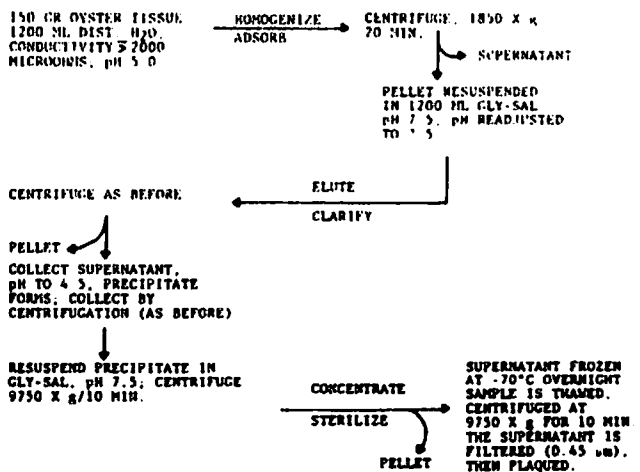 150 GR OYSTER TISSUE
1200 ML DIST. H2O,
CONDUCTIVITY ≥ 2000
MICROOHMS, pH 5.0
HOMOGENIZE
ADSORB
CENTRIFUGE, 1850 X g
20 MIN.
SUPERNATANT
PELLET RESUSPENDED
IN 1200 ML GLY-SAL
pH 7.5, pH READJUSTED
TO 7.5
ELUTE
CLARIFY
CENTRIFUGE AS BEFORE
PELLET
COLLECT SUPERNATANT,
pH TO 4.5, PRECIPITATE
FORMS; COLLECT BY
CENTRIFUGATION (AS BEFORE)
RESUSPEND PRECIPITATE IN
GLY-SAL, pH 7.5; CENTRIFUGE
9750 X g/10 MIN.
CONCENTRATE
STERILIZE
PELLET
SUPERNATANT FROZEN
AT -70°C OVERNIGHT
SAMPLE IS THAWED,
CENTRIFUGED AT
9750 X g FOR 10 MIN.
THE SUPERNATANT IS
FILTERED (0.45 um),
THEN PLAQUED.